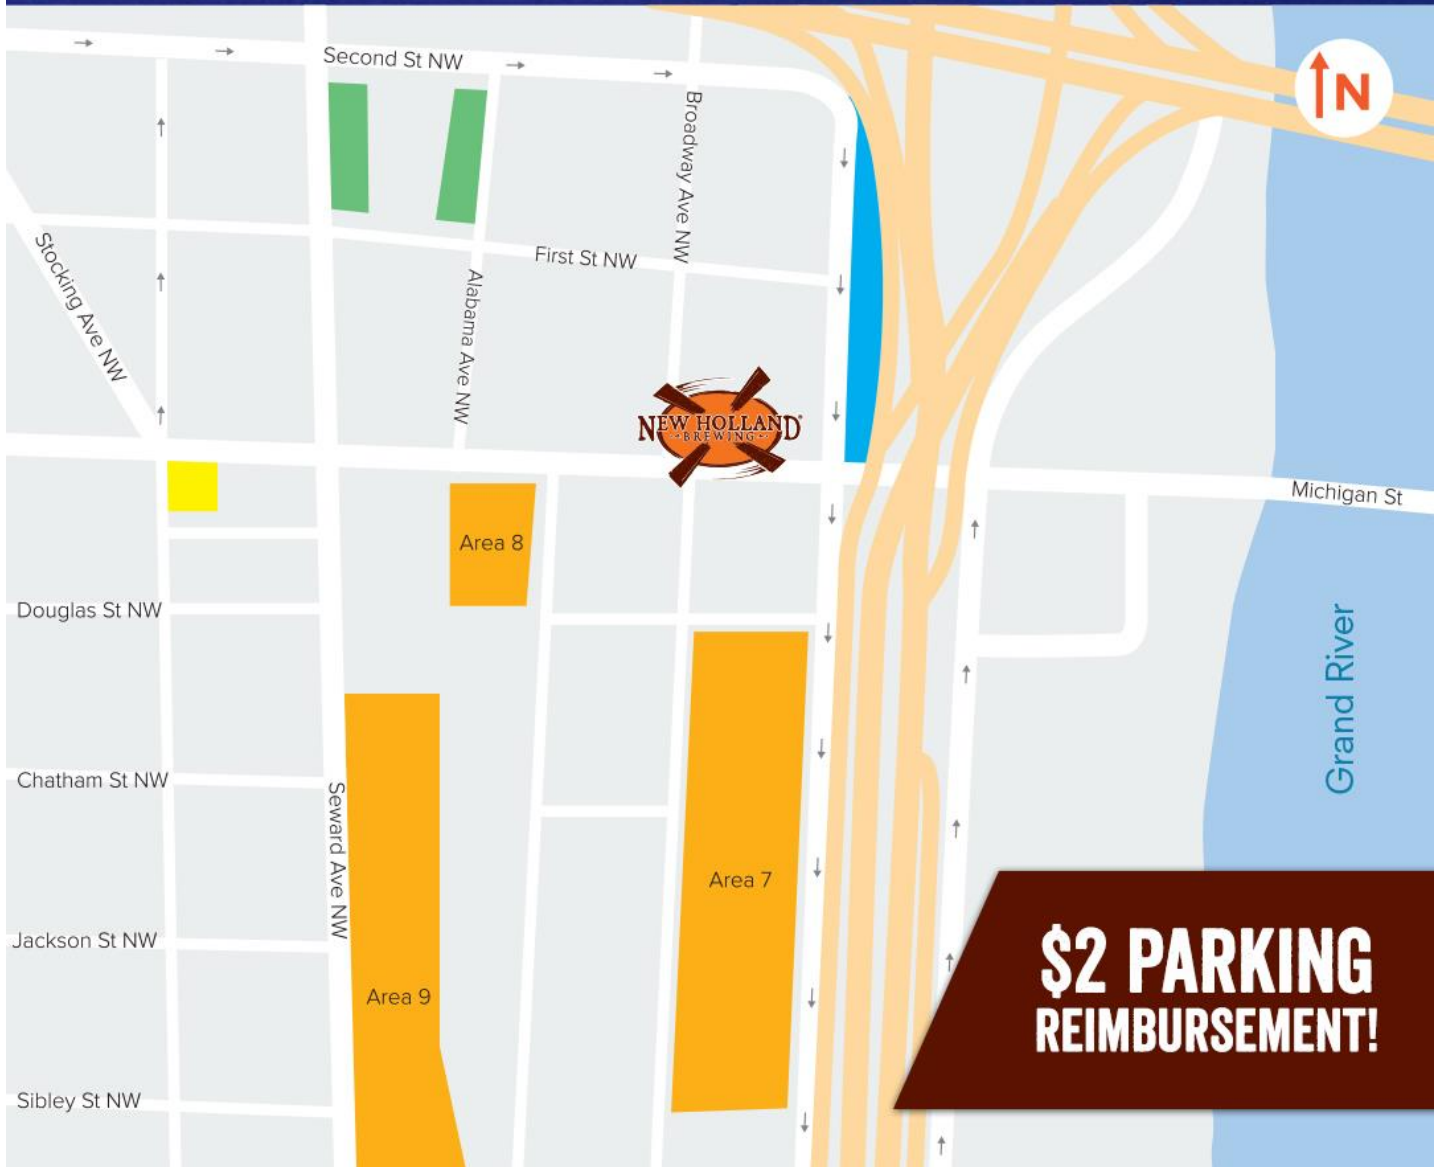 Second St NW
N
Broadway Ave NW
Stocking Ave NW
First St NW
Alabama Ave NW
NEW HOLLAND®
BREWING
Michigan St
Area 8
Douglas St NW
Grand River
Chatham St NW
Seward Ave NW
Area 7
Jackson St NW
Area 9
$2 PARKING
REIMBURSEMENT!
Sibley St NW